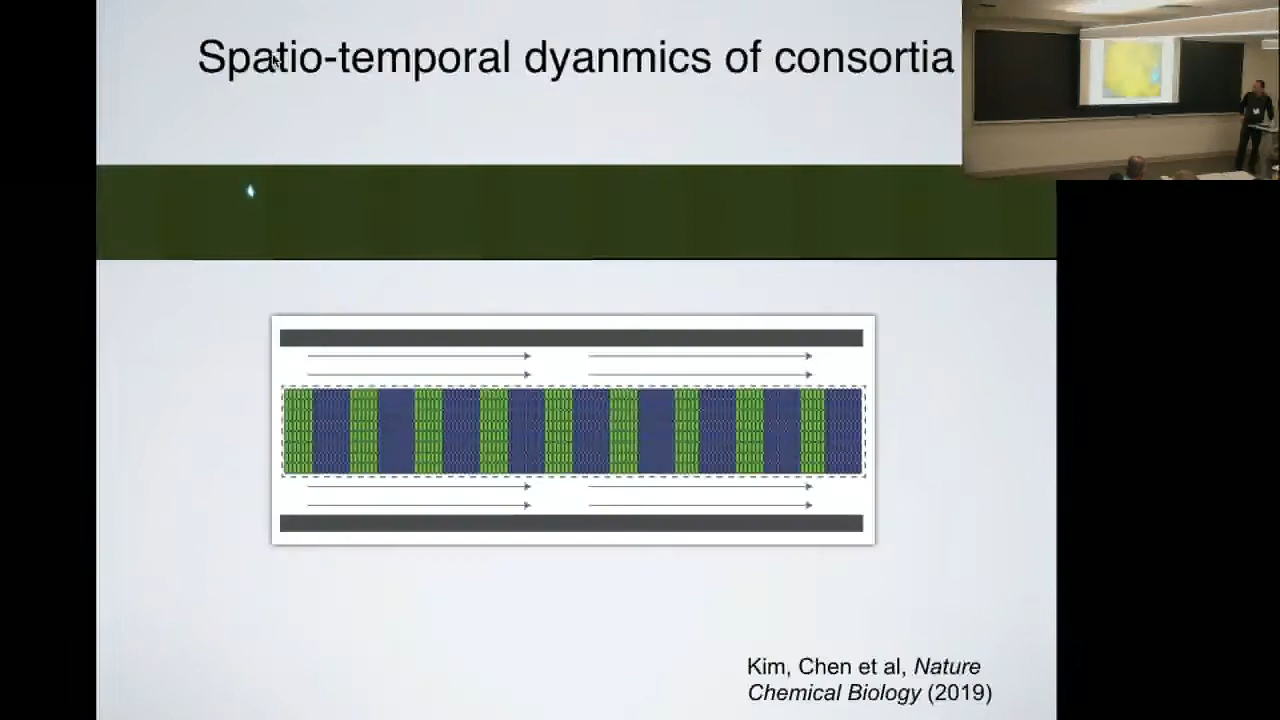 Spatio-temporal dyanmics of consortia
Kim, Chen et al, Nature
Chemical Biology (2019)